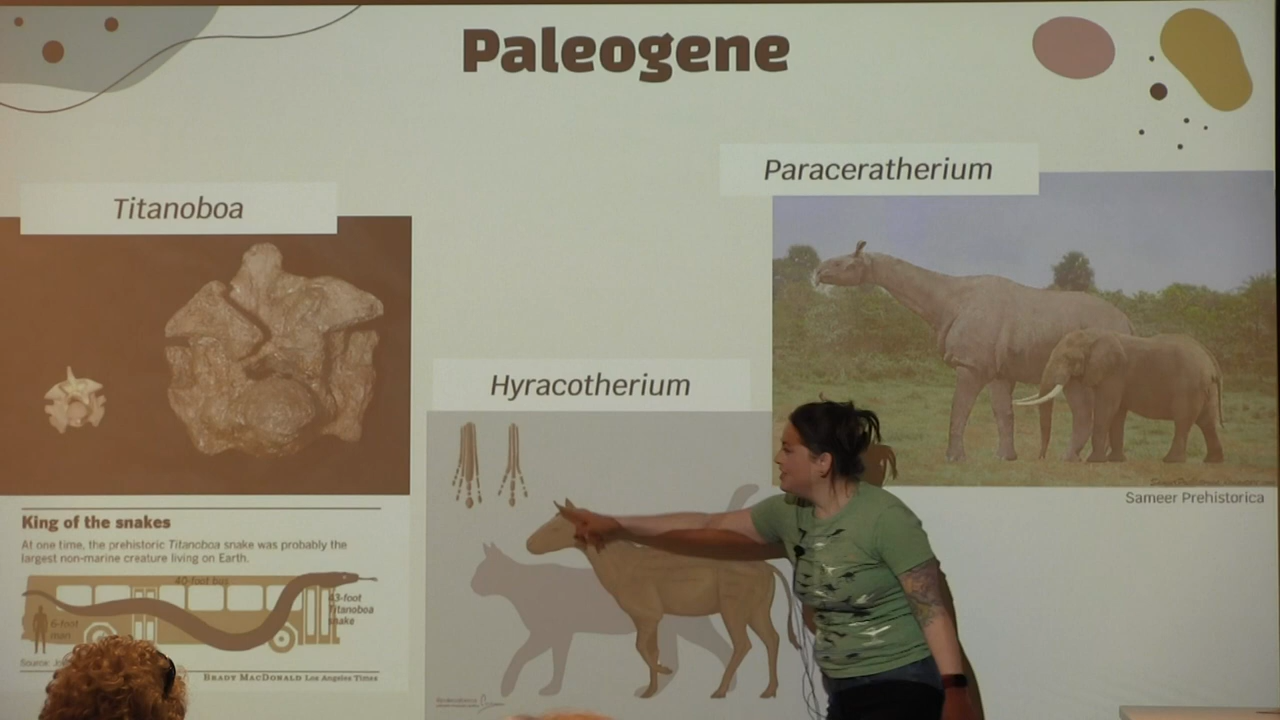 Paleogene
Titanoboa
Paraceratherium
Hyracotherium
Sameer Prehistorica
King of the snakes
At one time, the prehistoric Titanoboa snake was probably the
largest non-marine creature living on Earth.
40-foot bus
43-foot
Titanoboa
snake
6-foot
man
Source:
BRADY MACDONALD Los Angeles Times